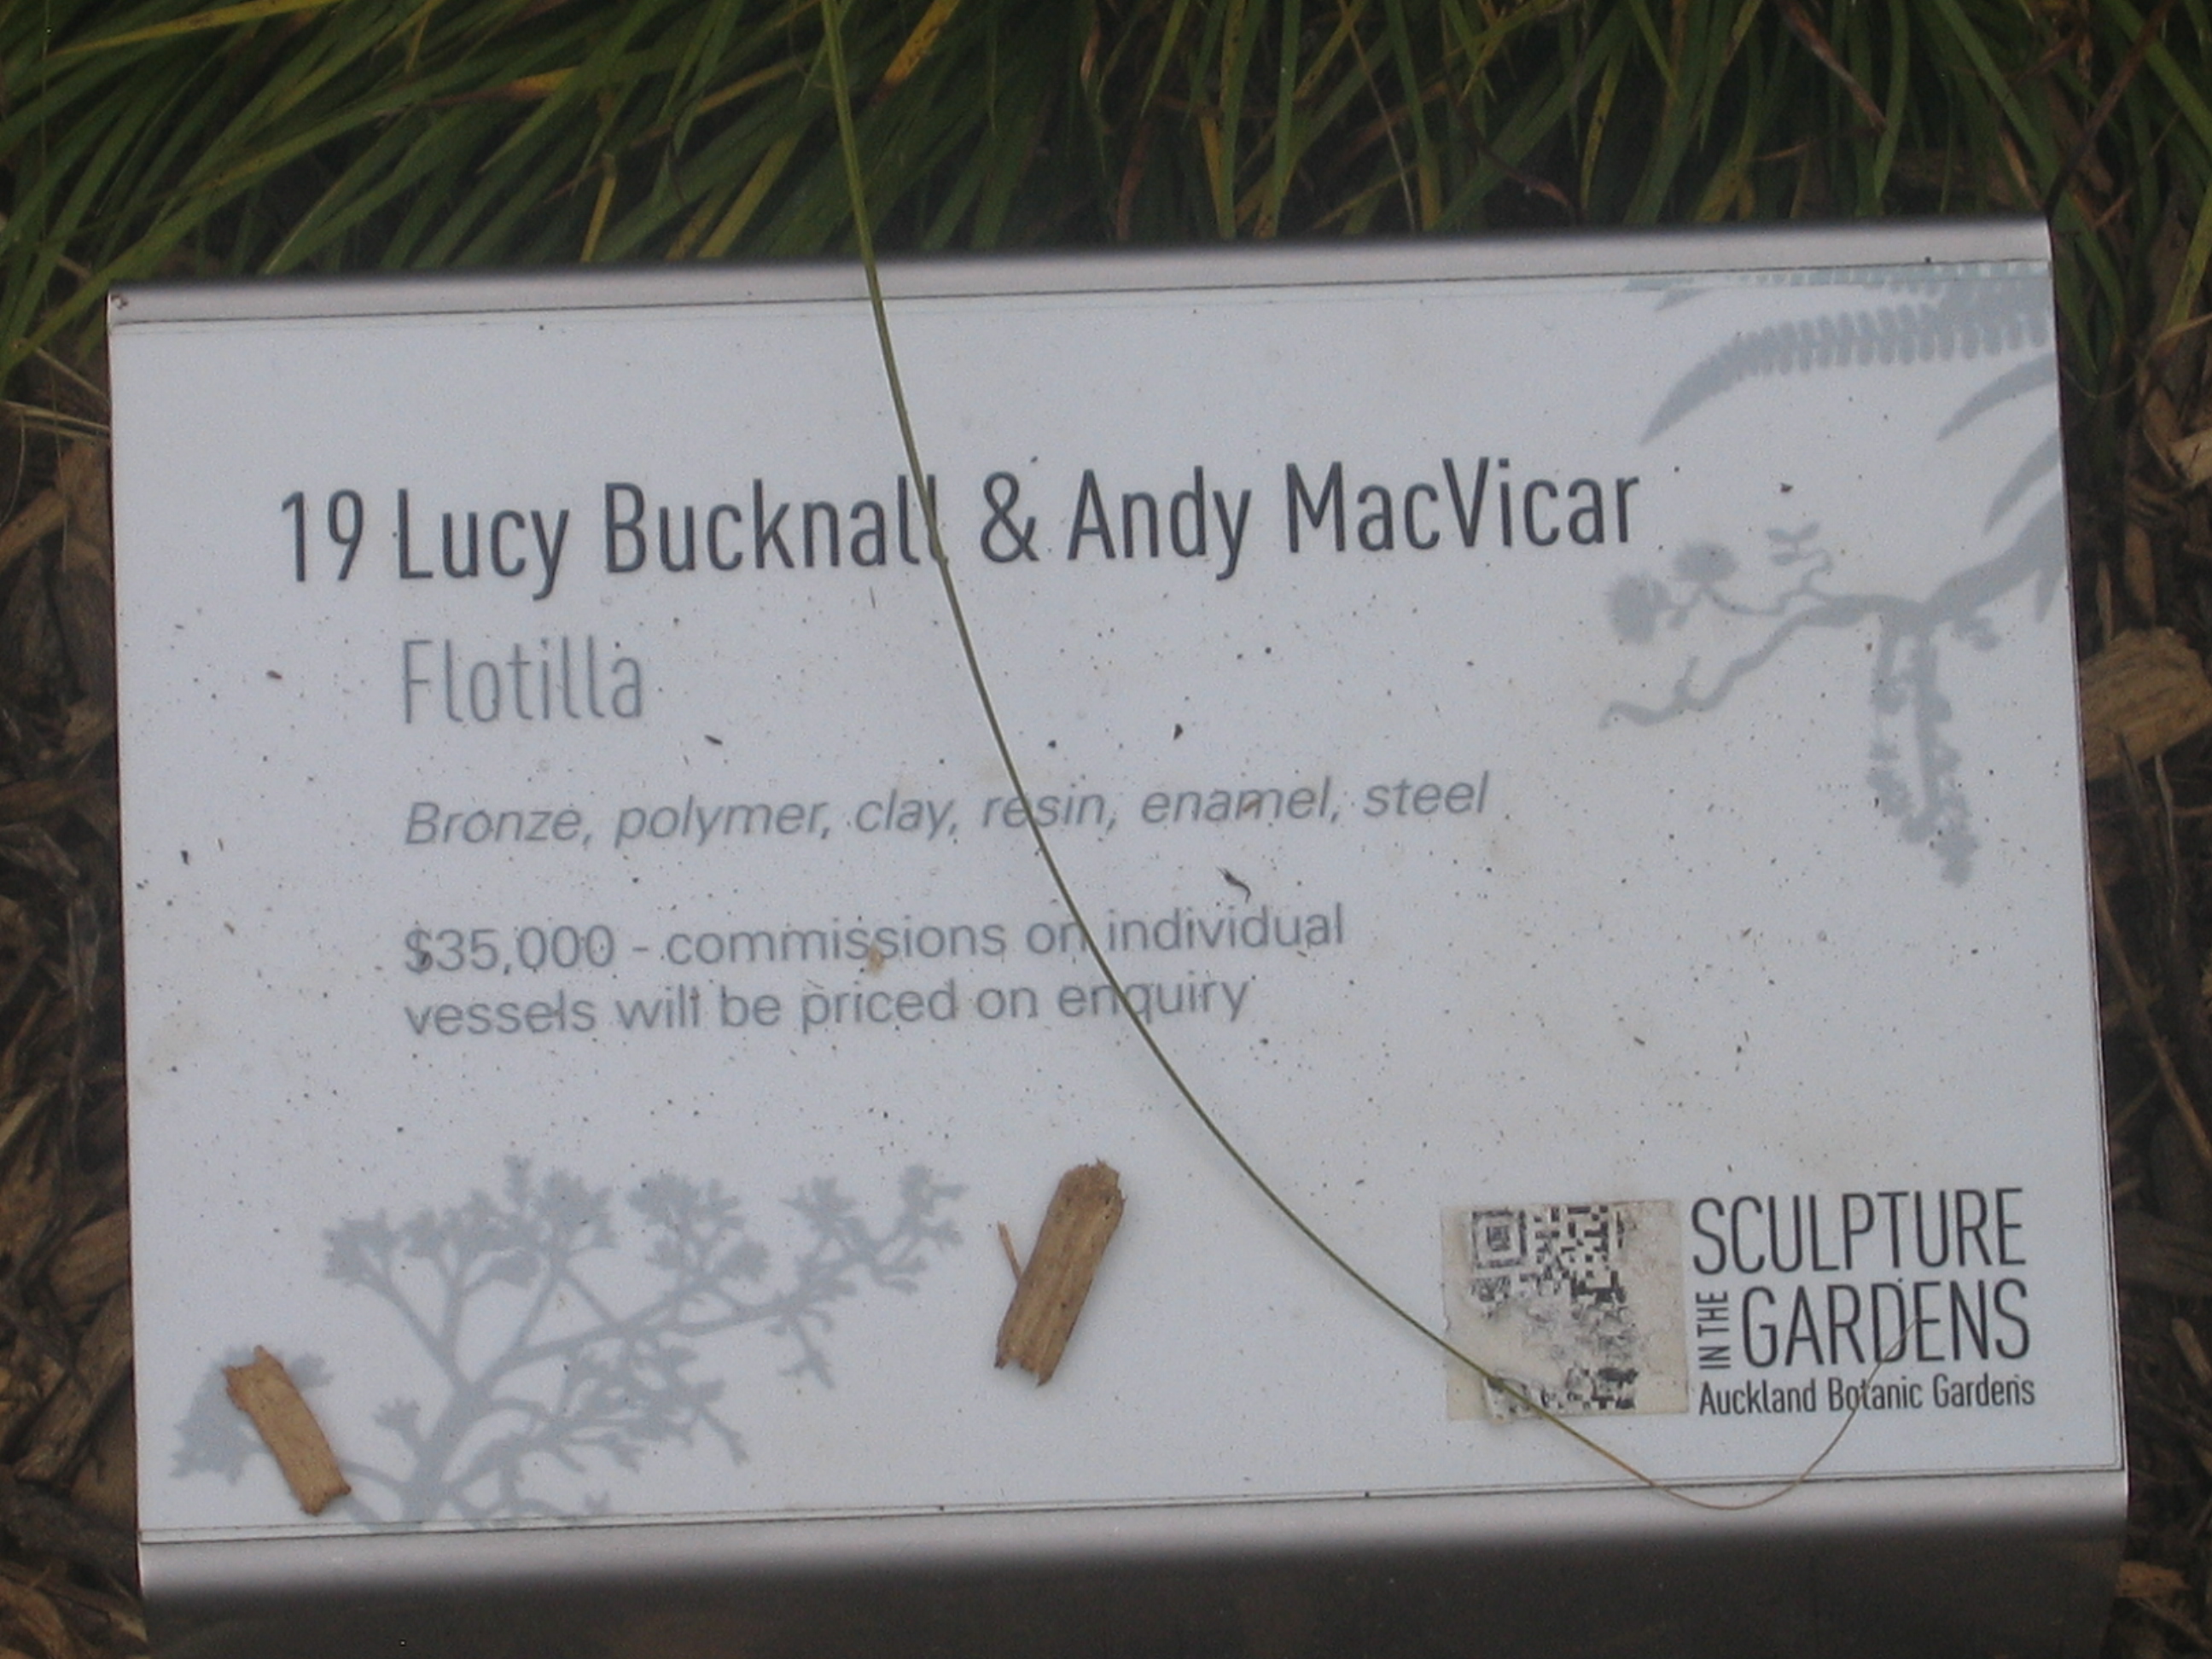 19 Lucy Bucknall & Andy MacVicar
Flotilla
Bronze, polymer, clay, resin, enamel, steel
$35,000 - commissions on individual
vessels will be priced on enquiry
SCULPTURE
IN THE
GARDENS
Auckland Botanic Gardens